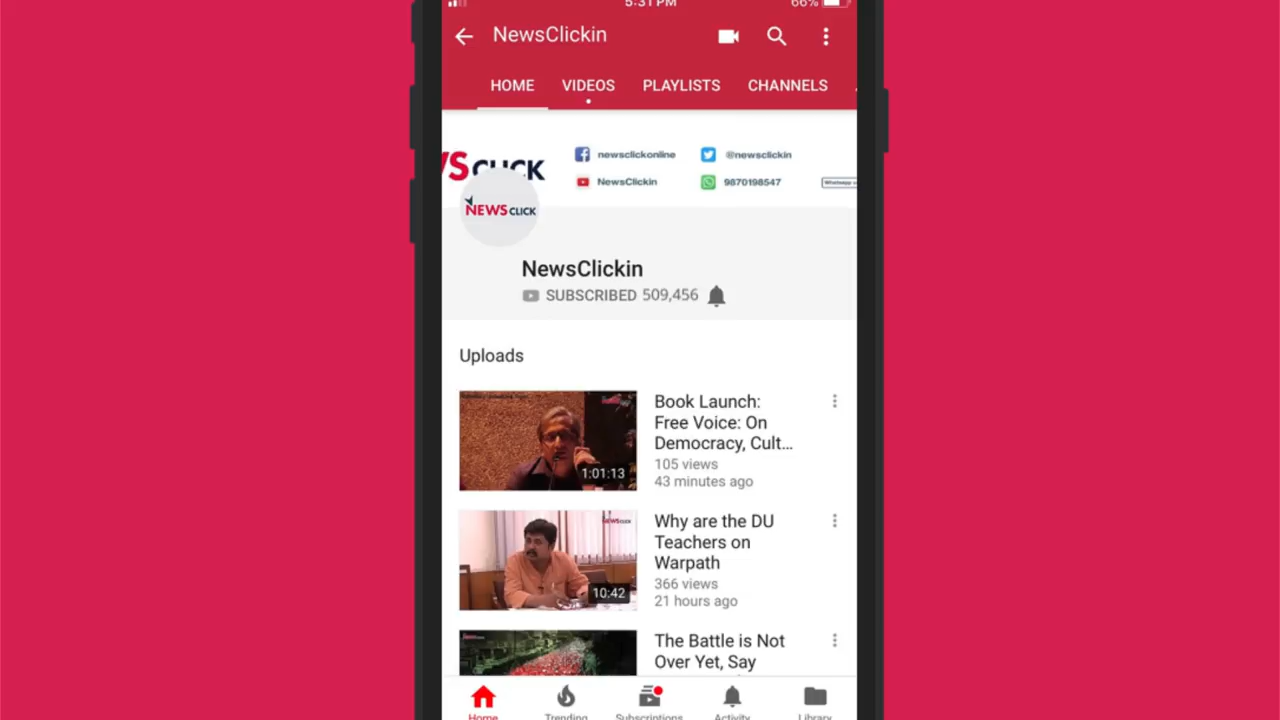 5:31 PM
66%
NewsClickin
HOME VIDEOS PLAYLISTS CHANNELS
WS CLICK
newsclickonline @newsclickin
NewsClickin 9870198547
NEWS CLICK
NewsClickin
SUBSCRIBED 509,456
Uploads
Book Launch:
Free Voice: On
Democracy, Cult...
105 views
43 minutes ago
1:01:13
NEWSCLICK
Why are the DU
Teachers on
Warpath
366 views
21 hours ago
10:42
The Battle is Not
Over Yet, Say
Home Trending Subscriptions Activity Library